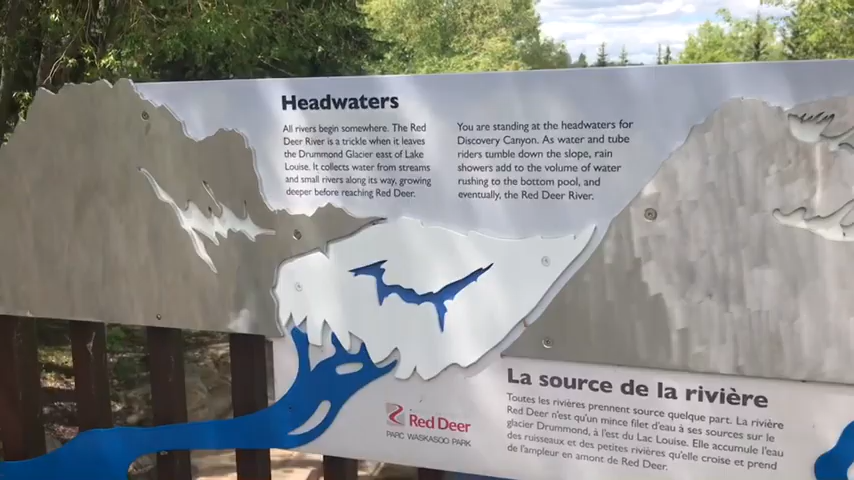 Headwaters
All rivers begin somewhere. The Red
Deer River is a trickle when it leaves
the Drummond Glacier east of Lake
Louise. It collects water from streams
and small rivers along its way, growing
deeper before reaching Red Deer.
You are standing at the headwaters for
Discovery Canyon. As water and tube
riders tumble down the slope, rain
showers add to the volume of water
rushing to the bottom pool, and
eventually, the Red Deer River.
La source de la rivière
Toutes les rivières prennent source quelque part. La rivière
Red Deer n'est qu'un mince filet d'eau à ses sources sur le
glacier Drummond, à l'est du Lac Louise. Elle accumule l'eau
des ruisseaux et des petites rivières qu'elle croise et prend
de l'ampleur en amont de Red Deer.
Red Deer
PARC WASKASOO PARK